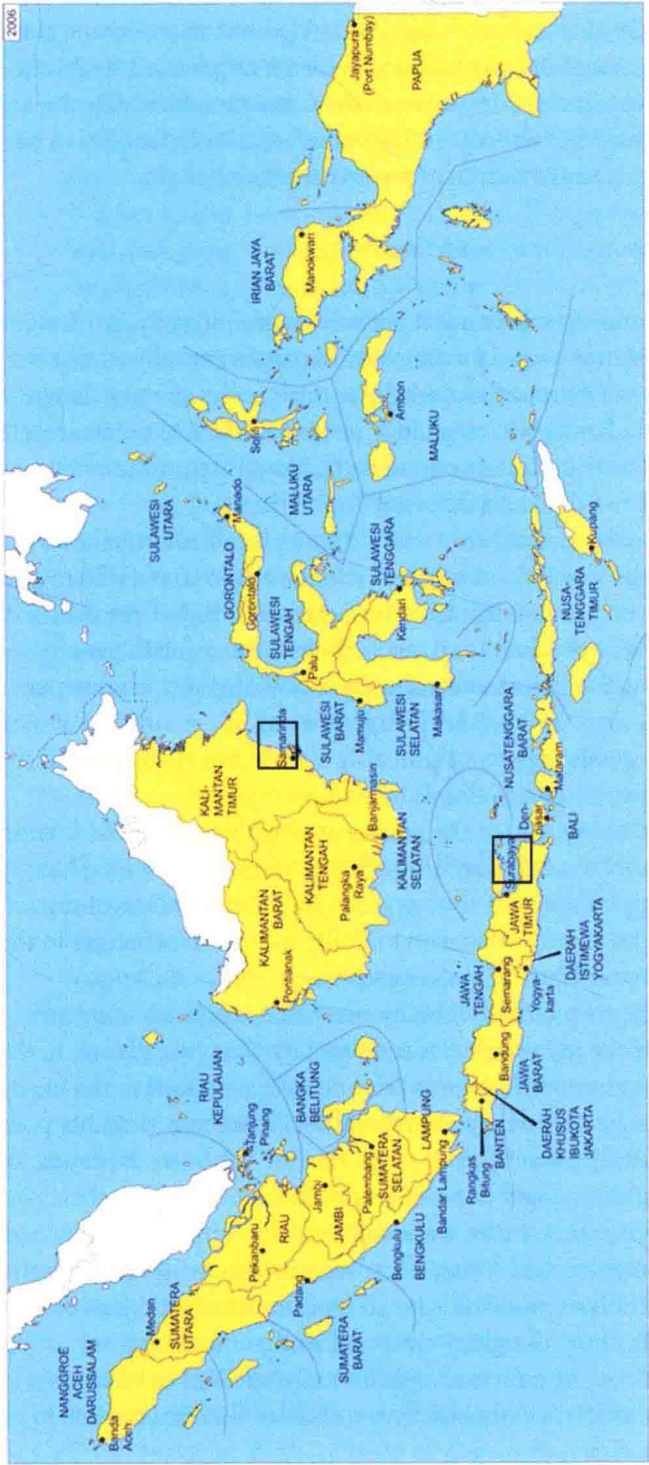 2006
NANGGROE
ACEH
DARUSSALAM
Banda
Aceh
Medan
SUMATERA
UTARA
Pekanbaru
RIAU
Padang
SUMATERA
BARAT
RIAU
KEPULAUAN
Tanjung
Pinang
Jambi
JAMBI
BANGKA
BELITUNG
Palembang
SUMATERA
SELATAN
Bengkulu
BENGKULU
LAMPUNG
Bandar Lampung
Rangkas
Bitung
BANTEN
DAERAH
KHUSUS
IBUKOTA
JAKARTA
Bandung
JAWA
BARAT
JAWA
TENGAH
Semarang
Yogya-
karta
DAERAH
ISTIMEWA
YOGYAKARTA
JAWA
TIMUR
Surabaya
Den-
pasar
BALI
Mataram
NUSATENGGARA
BARAT
NUSA-
TENGGARA
TIMUR
Kupang
KALIMANTAN
BARAT
Pontianak
KALIMANTAN
TENGAH
Palangka
Raya
Banjarmasin
KALIMANTAN
SELATAN
KALI-
MANTAN
TIMUR
Samarinda
SULAWESI
BARAT
Mamuju
SULAWESI
SELATAN
Makasar
Palu
SULAWESI
TENGAH
GORONTALO
Gorontalo
SULAWESI
UTARA
Manado
SULAWESI
TENGGARA
Kendari
MALUKU
UTARA
Ambon
MALUKU
IRIAN JAYA
BARAT
Manokwari
Jayapura
(Port Numbay)
PAPUA